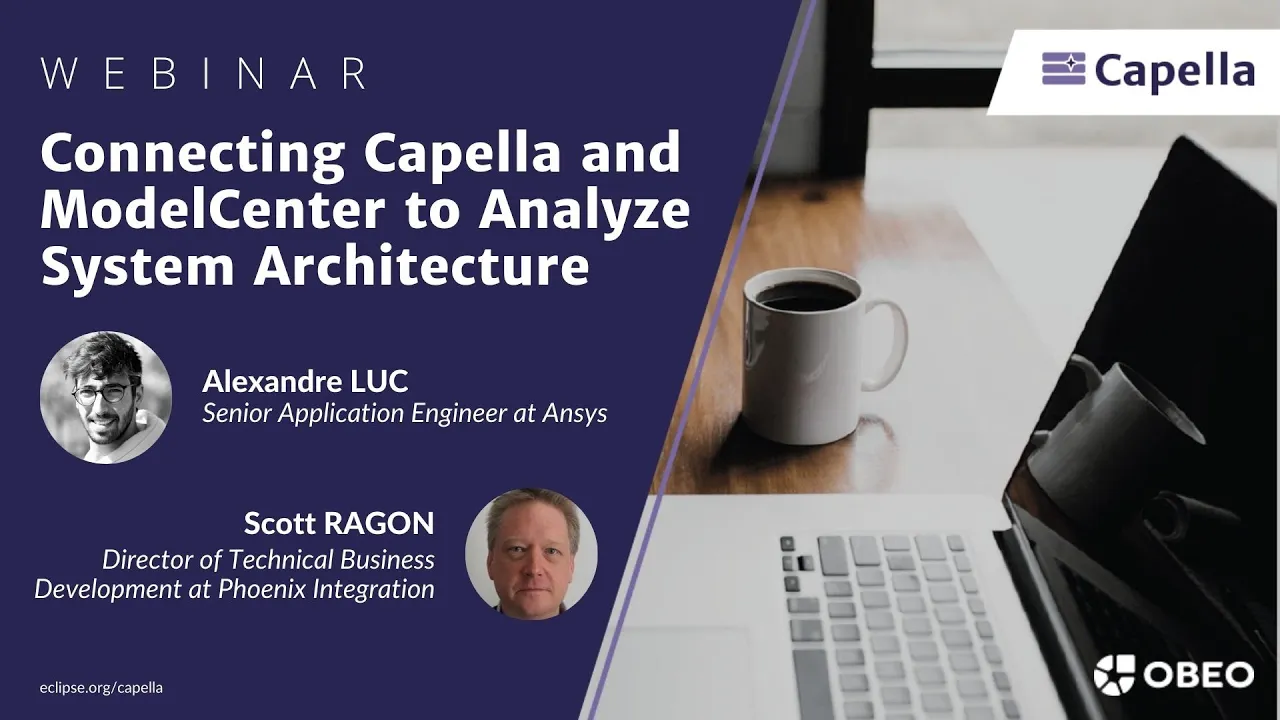 WEBINAR
Connecting Capella and
ModelCenter to Analyze
System Architecture
Alexandre LUC
Senior Application Engineer at Ansys
Scott RAGON
Director of Technical Business
Development at Phoenix Integration
eclipse.org/capella
Capella
OBEO